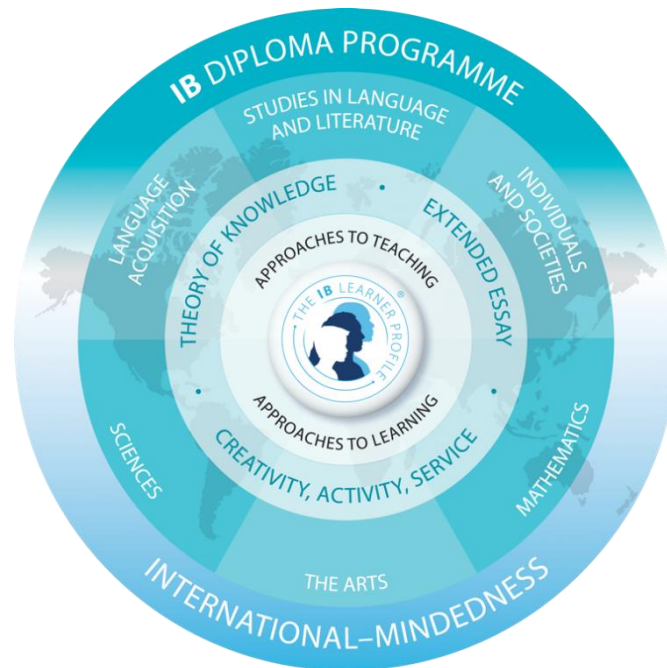 IB DIPLOMA PROGRAMME
STUDIES IN LANGUAGE
AND LITERATURE
LANGUAGE
ACQUISITION
INDIVIDUALS
AND SOCIETIES
THEORY OF KNOWLEDGE •
EXTENDED ESSAY •
APPROACHES TO TEACHING
THE IB LEARNER PROFILE ®
APPROACHES TO LEARNING
CREATIVITY, ACTIVITY, SERVICE •
SCIENCES
MATHEMATICS
THE ARTS
INTERNATIONAL–MINDEDNESS